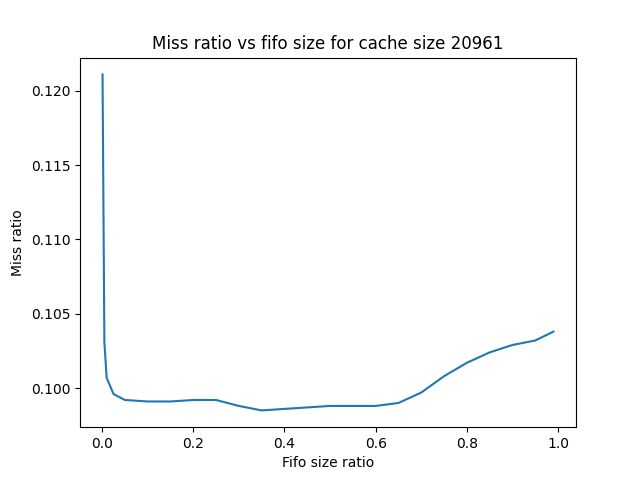 Miss ratio vs fifo size for cache size 20961
0.120
0.115
0.110
0.105
0.100
Miss ratio
0.0 0.2 0.4 0.6 0.8 1.0
Fifo size ratio